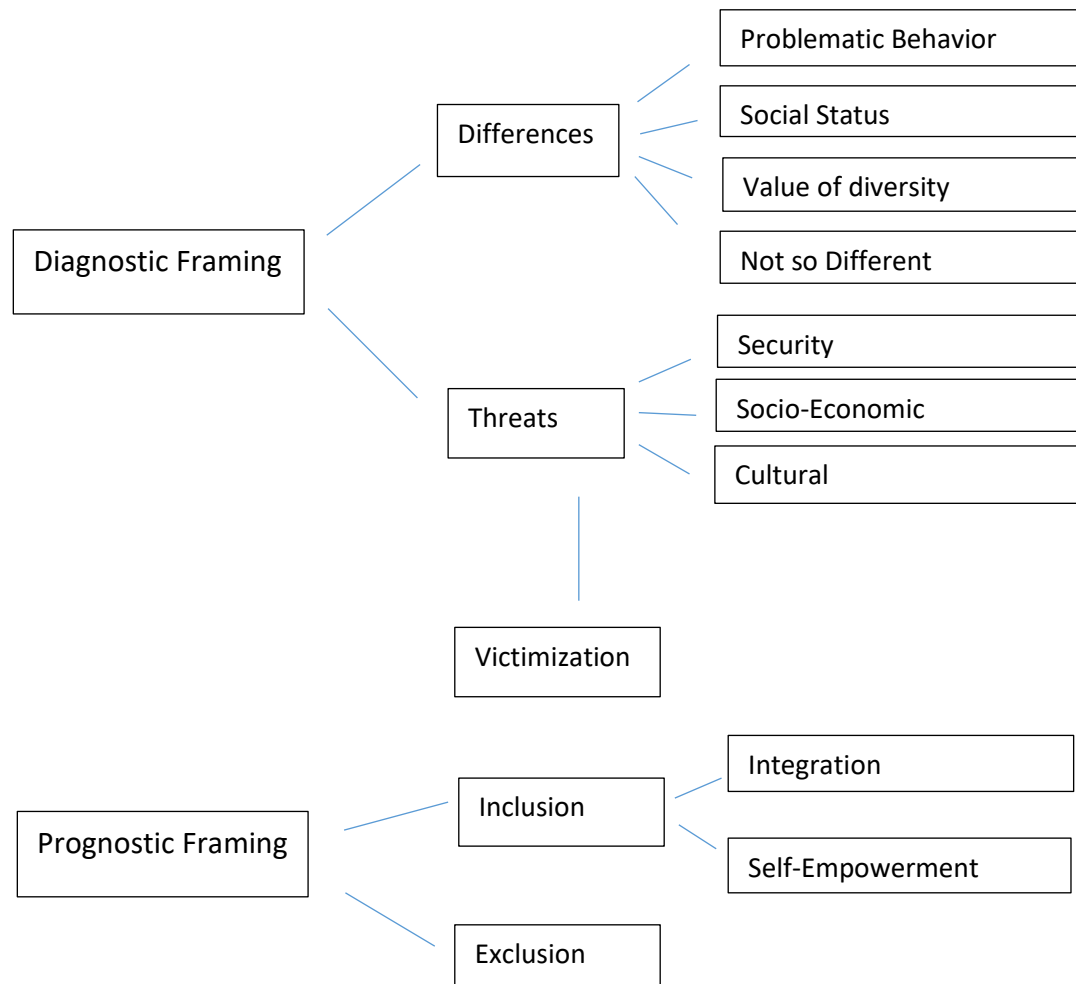 Problematic Behavior
Differences
Social Status
Value of diversity
Diagnostic Framing
Not so Different
Security
Threats
Socio-Economic
Cultural
Victimization
Integration
Inclusion
Prognostic Framing
Self-Empowerment
Exclusion